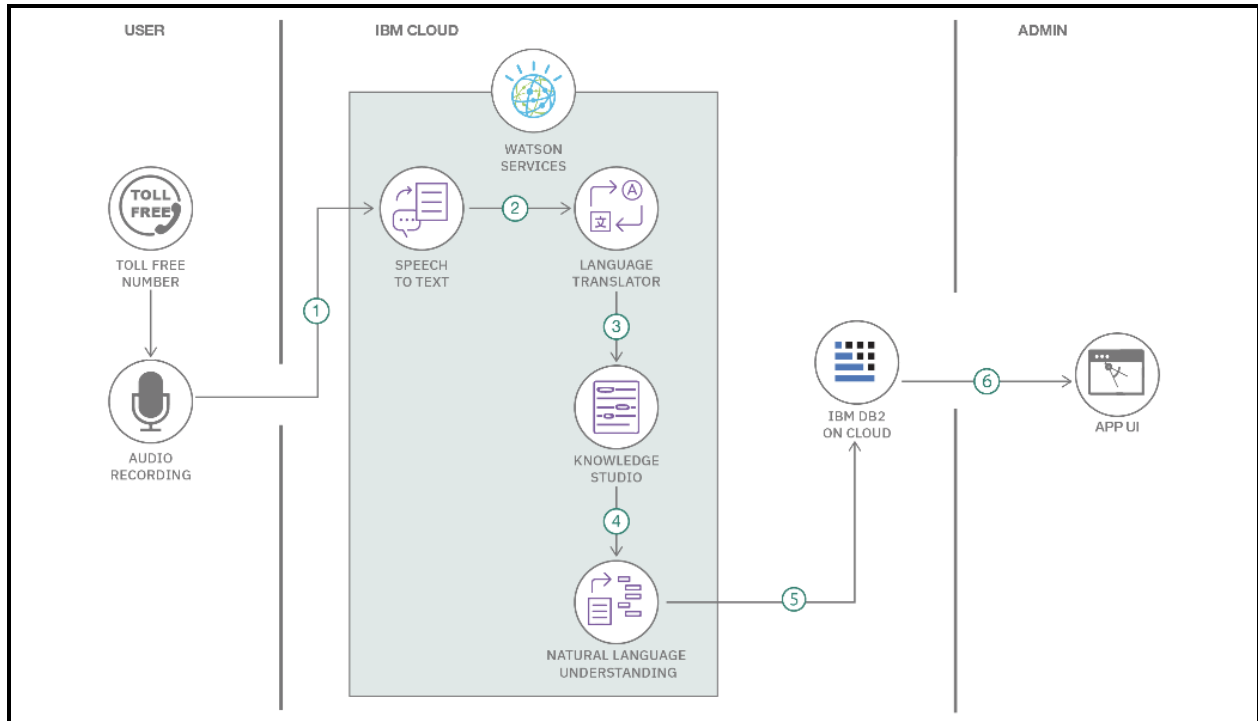 USER
IBM CLOUD
ADMIN
WATSON
SERVICES
TOLL
FREE
TOLL FREE
NUMBER
1
AUDIO
RECORDING
SPEECH
TO TEXT
2
A
文
LANGUAGE
TRANSLATOR
3
KNOWLEDGE
STUDIO
4
NATURAL LANGUAGE
UNDERSTANDING
5
IBM DB2
ON CLOUD
6
APP UI